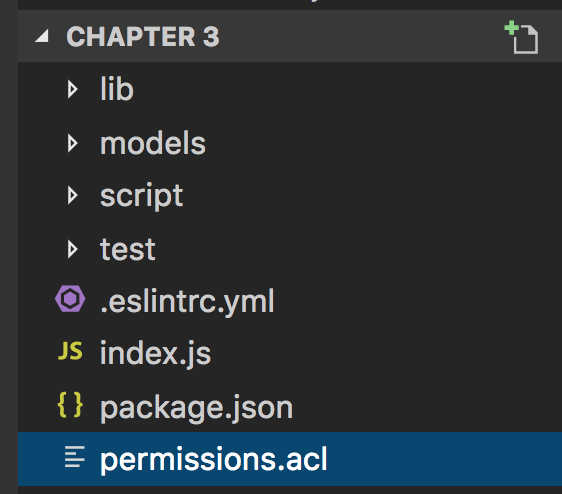 CHAPTER 3
lib
models
script
test
.eslintrc.yml
JS index.js
{ } package.json
permissions.acl